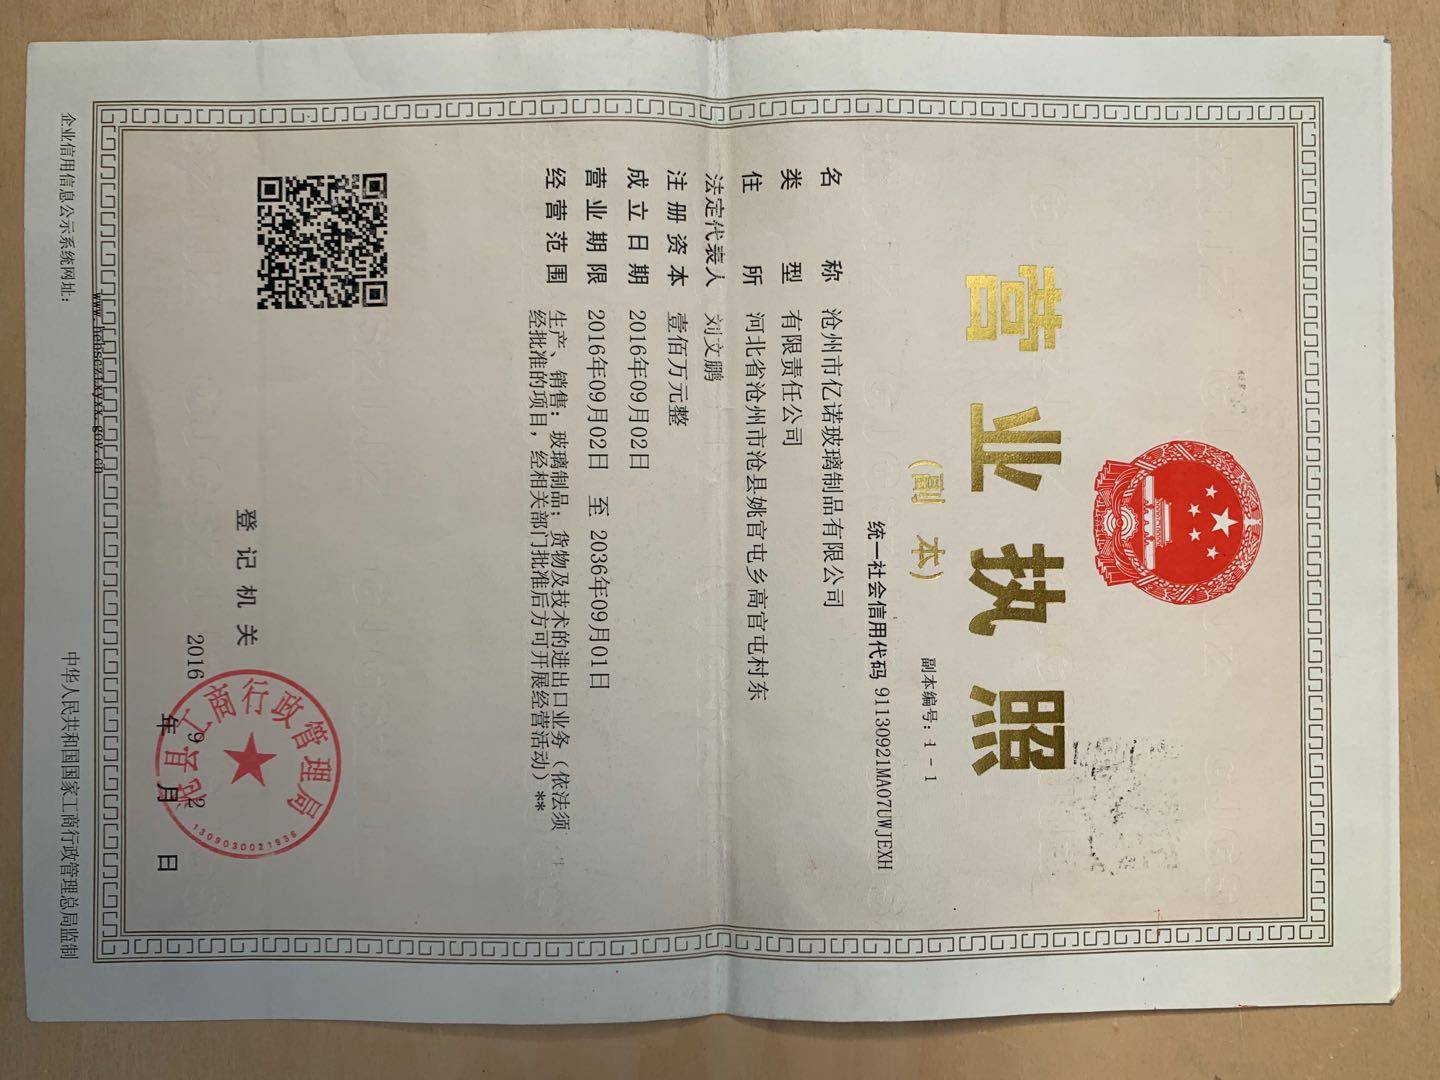 营业执照
(副本)
副本编号: 1 - 1
统一社会信用代码 91130921MA07UWJEXH
名称 沧州市亿诺玻璃制品有限公司
类型 有限责任公司
住所 河北省沧州市沧县姚官屯乡高官屯村东
法定代表人 刘文鹏
注册资本 壹佰万元整
成立日期 2016年09月02日
营业期限 2016年09月02日 至 2036年09月01日
经营范围 生产、销售:玻璃制品;货物及技术的进出口业务(依法须
经批准的项目,经相关部门批准后方可开展经营活动)**
登记机关
沧县工商行政管理局
1309030021936
2016年9月2日
企业信用信息公示系统网址:
www.hebscztxyxx.gov.cn
中华人民共和国国家工商行政管理总局监制